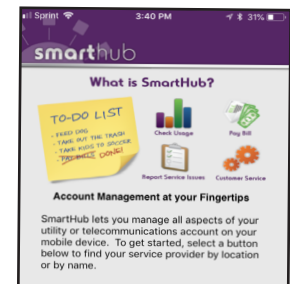 Sprint 3:40 PM 31%
smarthub
What is SmartHub?
TO-DO LIST
- FEED DOG
- TAKE OUT THE TRASH
- TAKE KIDS TO SOCCER
- PAY BILLS DONE!
Check Usage
Pay Bill
Report Service Issues
Customer Service
Account Management at your Fingertips
SmartHub lets you manage all aspects of your
utility or telecommunications account on your
mobile device. To get started, select a button
below to find your service provider by location
or by name.